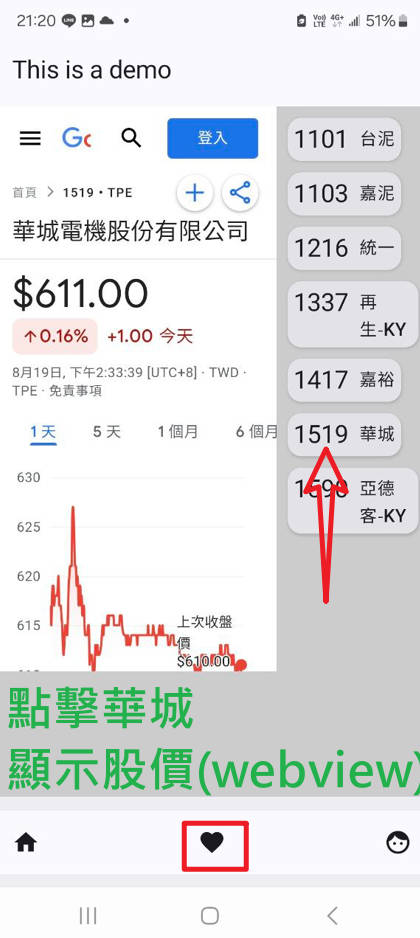 21:20
Vo)) LTE 4G+ 51%
This is a demo
登入
首頁 > 1519 • TPE
華城電機股份有限公司
$611.00
↑0.16% +1.00 今天
8月19日, 下午2:33:39 [UTC+8] · TWD ·
TPE · 免責事項
1天 5天 1個月 6個月
630
625
620
615
上次收盤
價
$610.00
1101 台泥
1103 嘉泥
1216 統一
1337 再
生-KY
1417 嘉裕
1519 華城
1590 亞德
客-KY
點擊華城
顯示股價(webview)